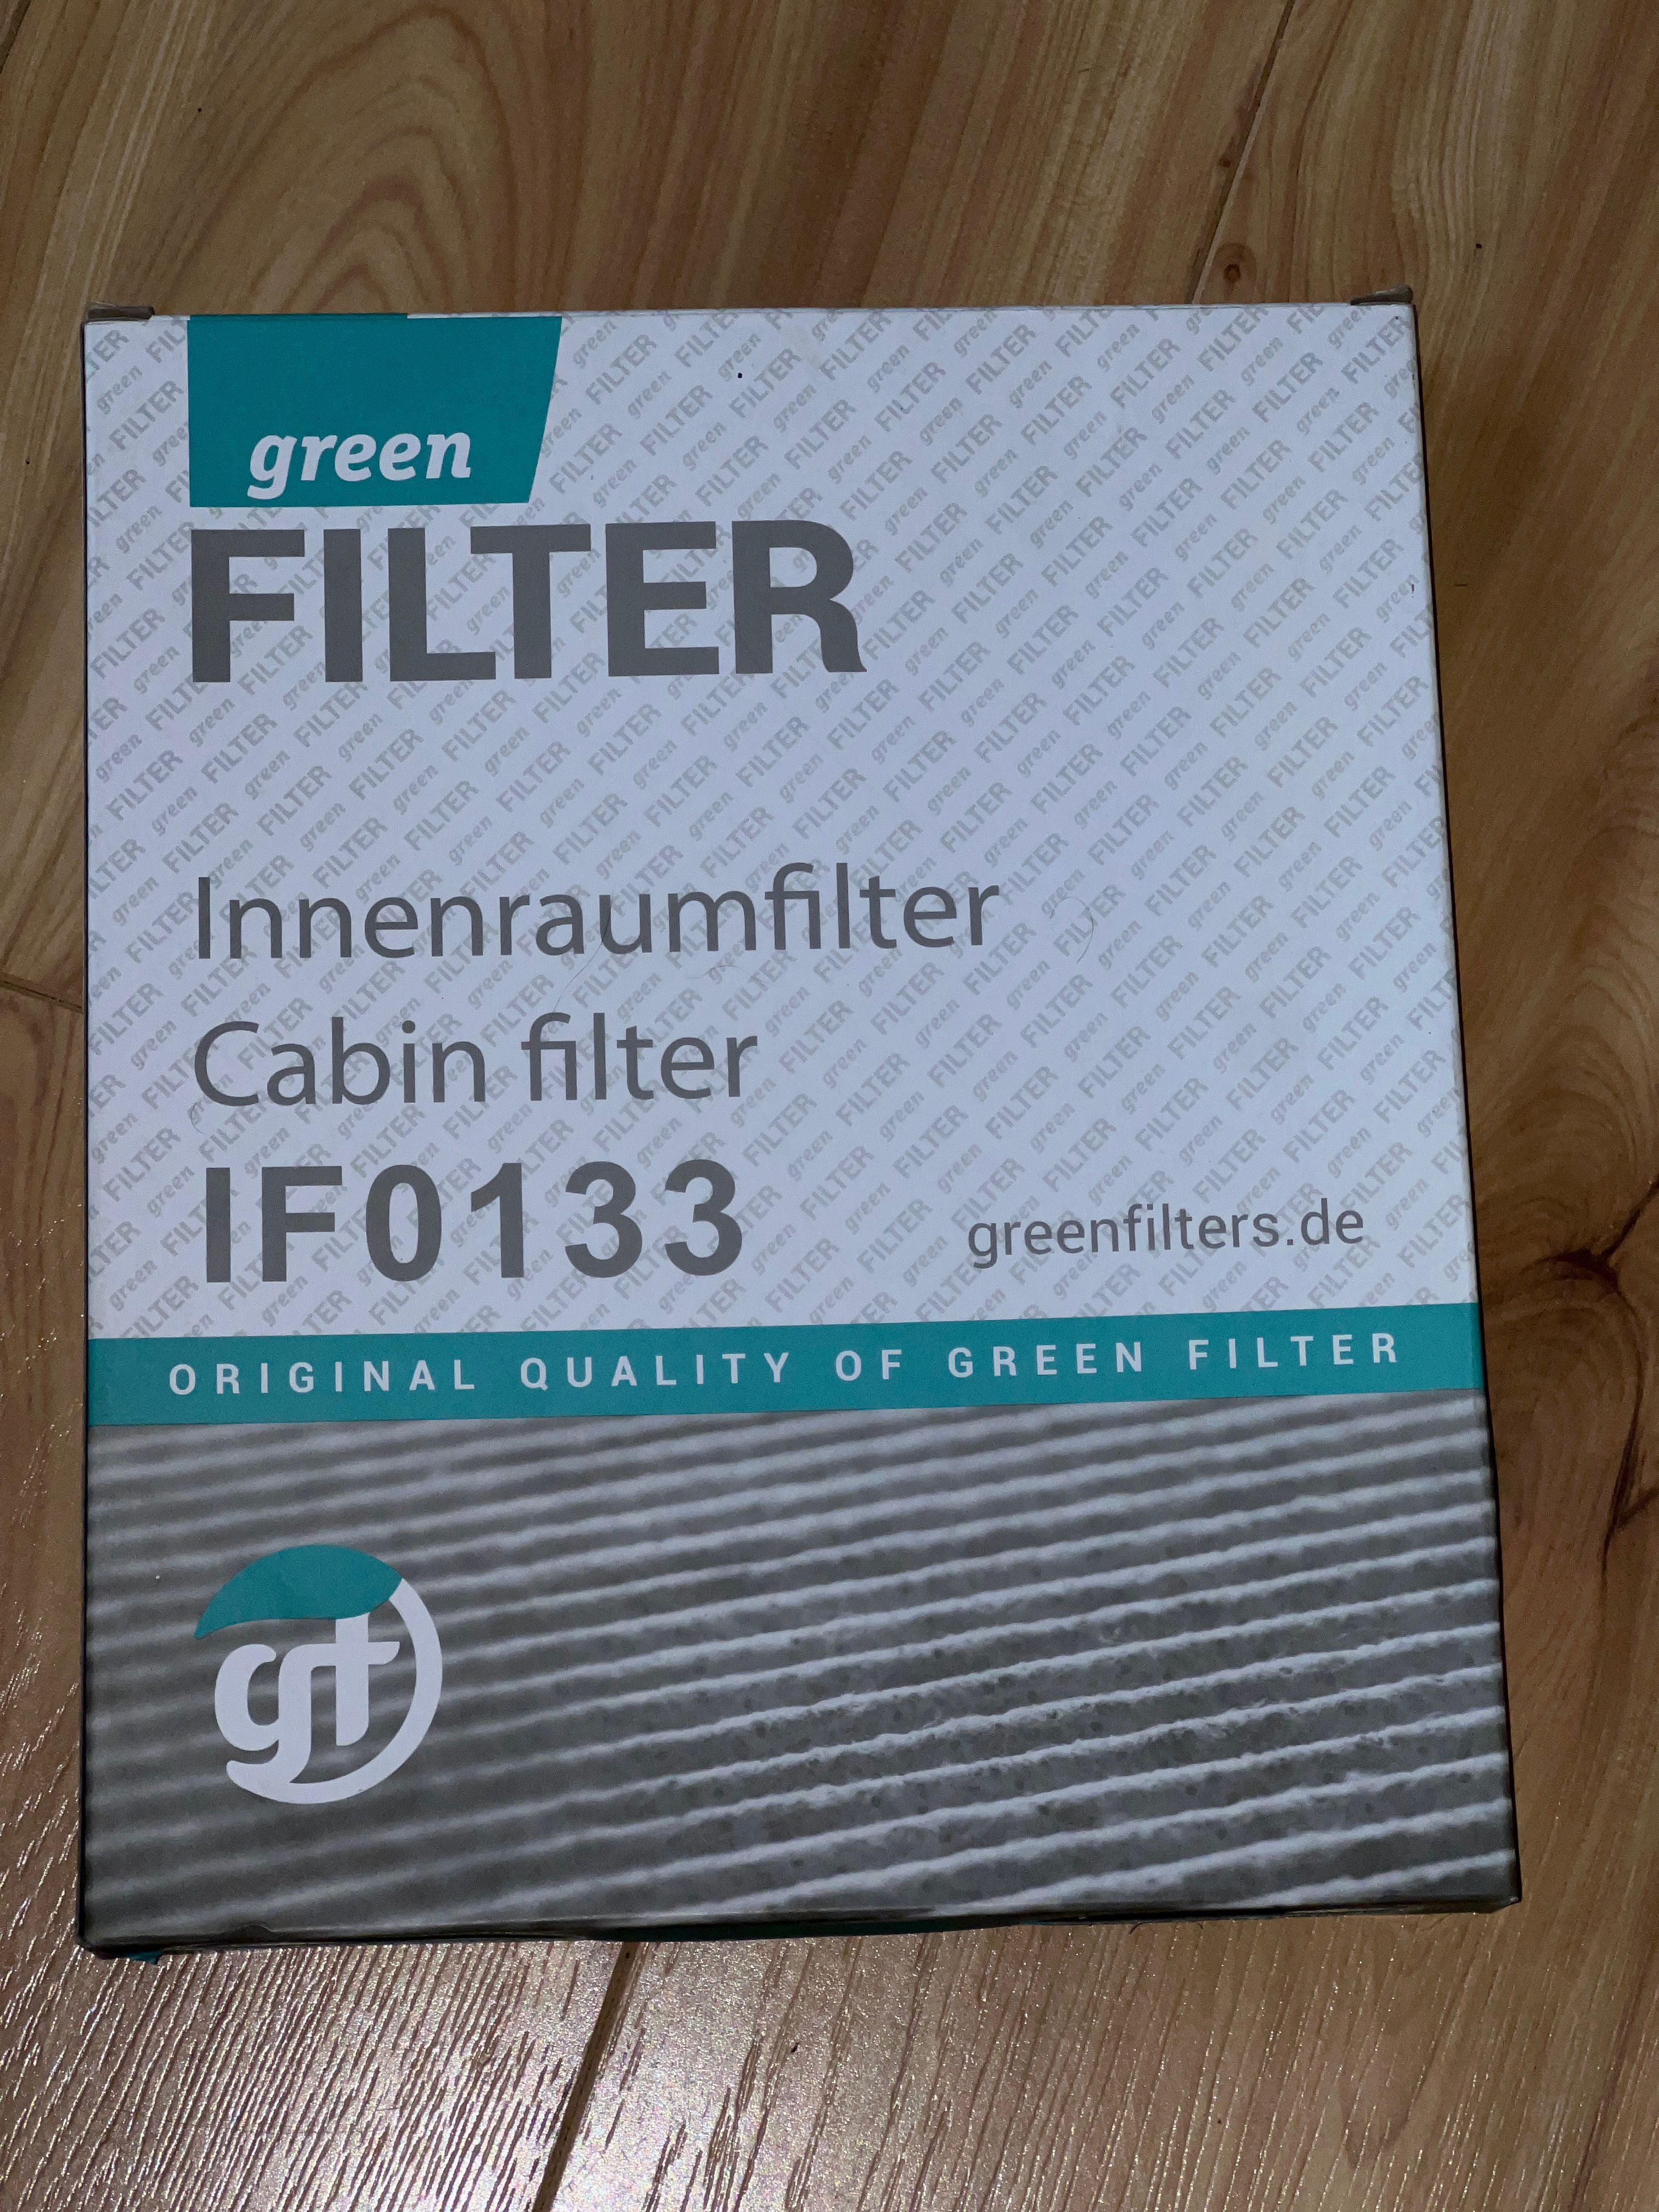 green
FILTER
Innenraumfilter
Cabin filter
IF0133
greenfilters.de
ORIGINAL QUALITY OF GREEN FILTER
gf